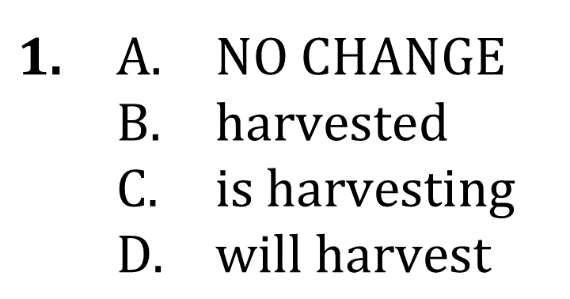 1. A. NO CHANGE
B. harvested
C. is harvesting
D. will harvest